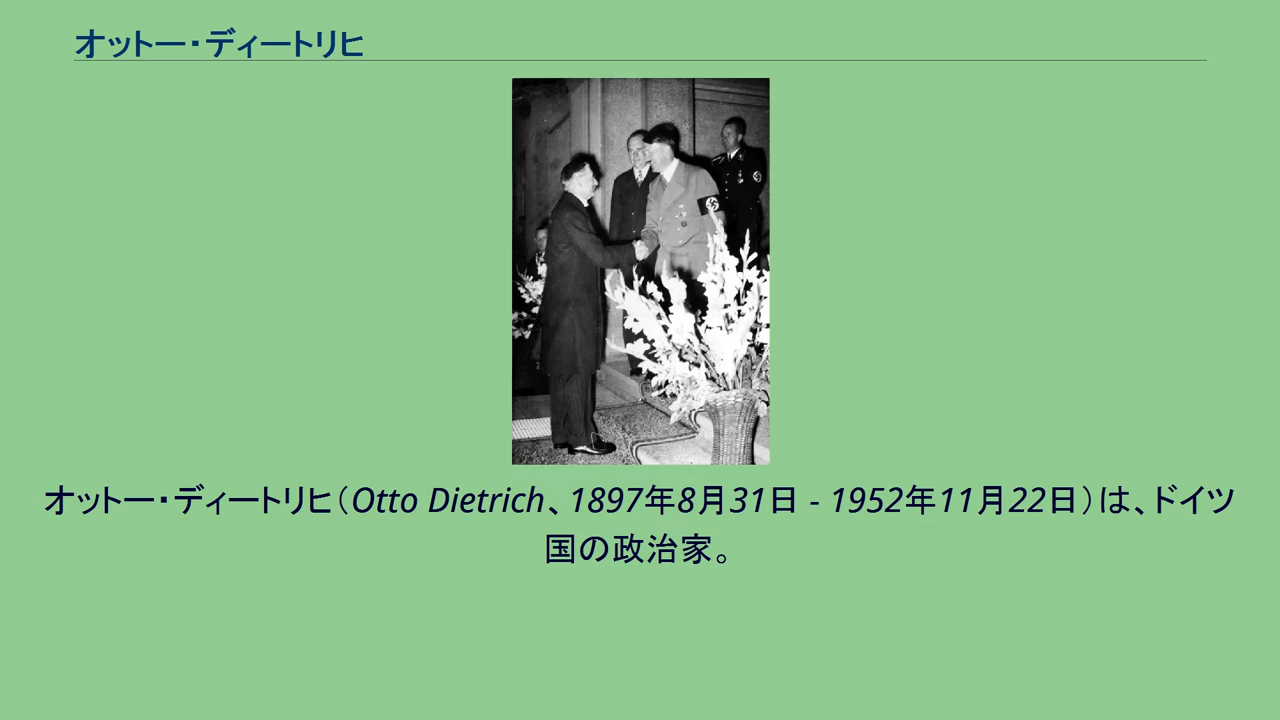 オットー・ディートリヒ
オットー・ディートリヒ（Otto Dietrich、1897年8月31日 - 1952年11月22日）は、ドイツ
国の政治家。